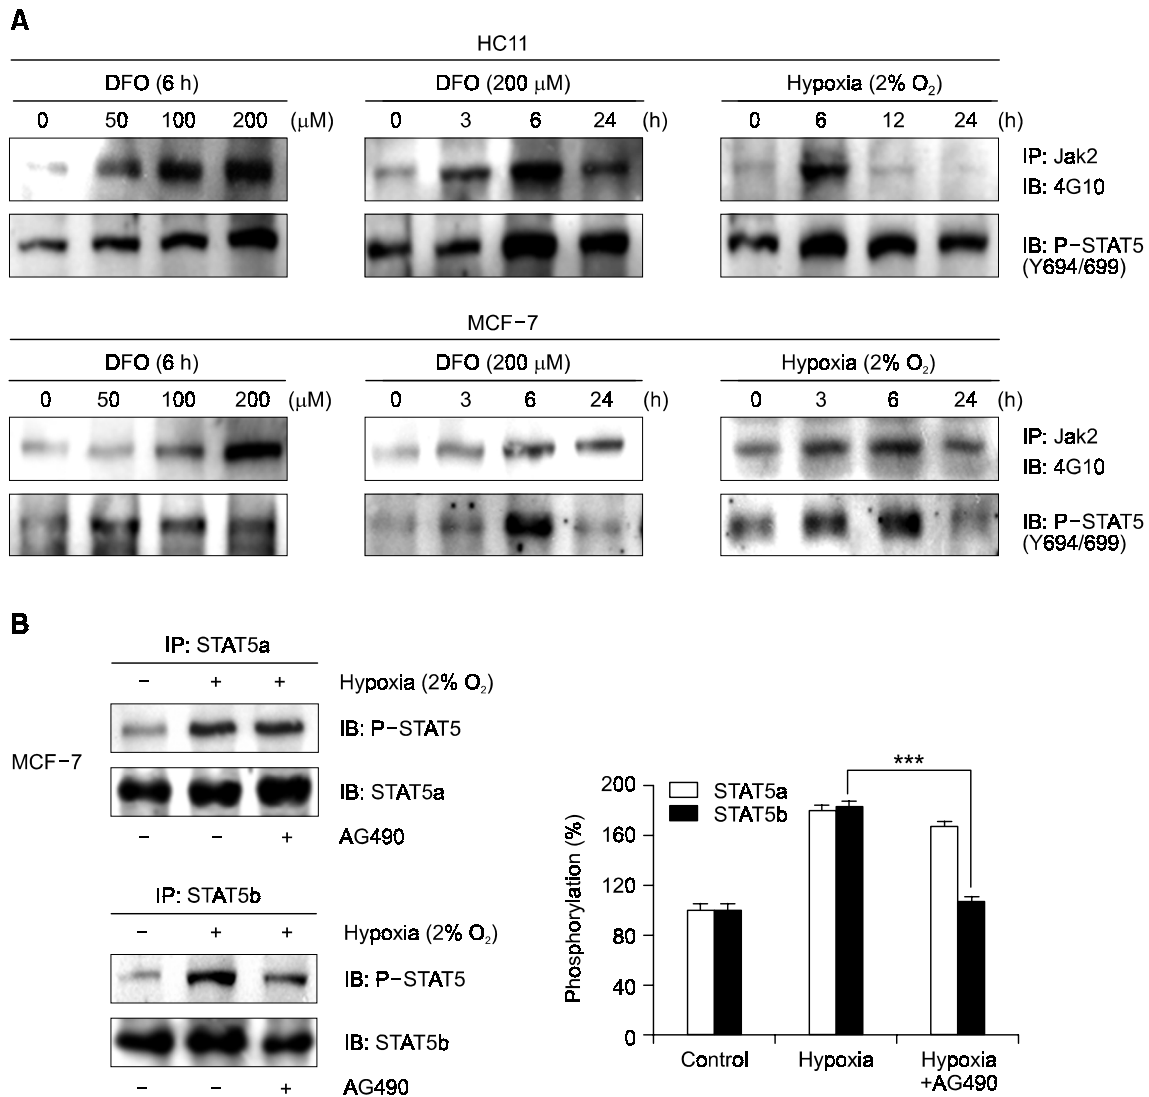 A
HC11
DFO (6 h)
DFO (200 μM)
Hypoxia (2% O₂)
0 50 100 200 (μM)
0 3 6 24 (h)
0 6 12 24 (h)
IP: Jak2
IB: 4G10
IB: P−STAT5
(Y694/699)
MCF−7
DFO (6 h)
DFO (200 μM)
Hypoxia (2% O₂)
0 50 100 200 (μM)
0 3 6 24 (h)
0 3 6 24 (h)
IP: Jak2
IB: 4G10
IB: P−STAT5
(Y694/699)
B
IP: STAT5a
− + + Hypoxia (2% O₂)
IB: P−STAT5
MCF−7
IB: STAT5a
− − + AG490
IP: STAT5b
− + + Hypoxia (2% O₂)
IB: P−STAT5
IB: STAT5b
− − + AG490
***
STAT5a
STAT5b
Phosphorylation (%)
200
160
120
80
40
0
Control
Hypoxia
Hypoxia
+AG490